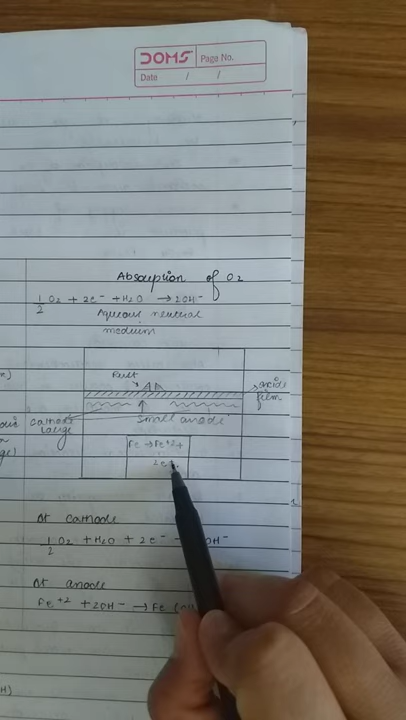 DOMS Page No.
Date / /
Absorption of O2
1/2 O2 + 2e⁻ + H2O → 2OH⁻
Aqueous neutral
medium
Rust
oxide
film
Cathode
Large
Small anode
Fe → Fe+2 +
2e⁻
At cathode
1/2 O2 + H2O + 2e⁻ OH⁻
At anode
Fe+2 + 2OH⁻ → Fe